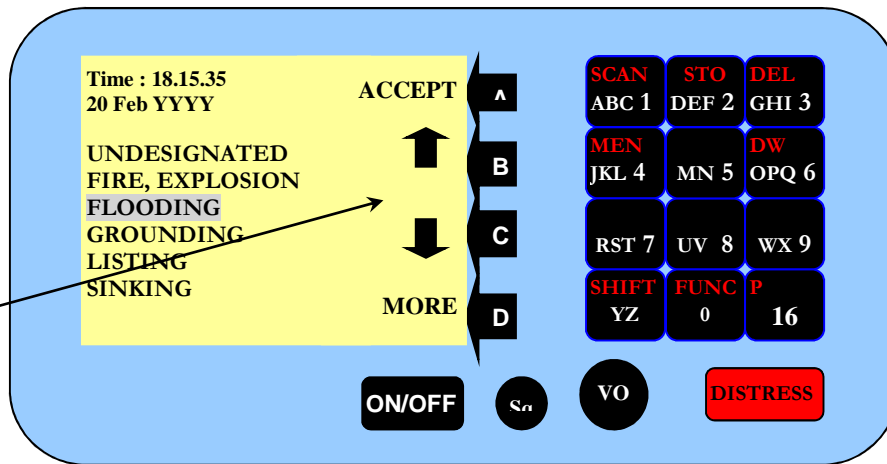 Time : 18.15.35
20 Feb YYYY
UNDESIGNATED
FIRE, EXPLOSION
FLOODING
GROUNDING
LISTING
SINKING
ACCEPT
MORE
A
B
C
D
SCAN
ABC 1
STO
DEF 2
DEL
GHI 3
MEN
JKL 4
MN 5
DW
OPQ 6
RST 7
UV 8
WX 9
SHIFT
YZ
FUNC
0
P
16
ON/OFF
Sq
VO
DISTRESS